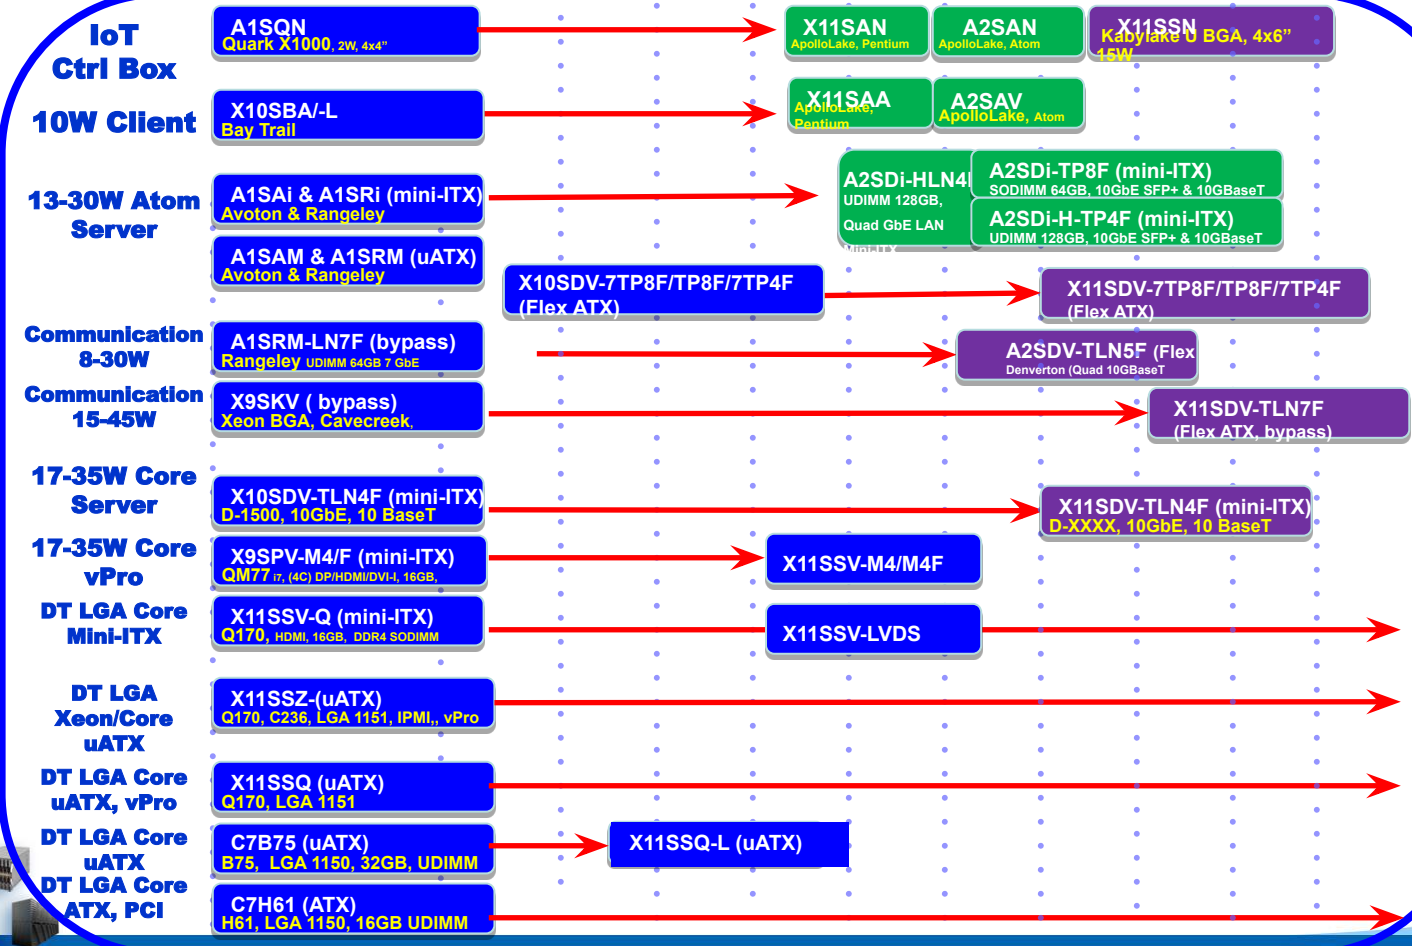 IoT
Ctrl Box
A1SQN
Quark X1000, 2W, 4x4”
X11SAN
ApolloLake, Pentium
A2SAN
ApolloLake, Atom
X11SSN
Kabylake U BGA, 4x6”
15W
10W Client
X10SBA/-L
Bay Trail
X11SAA
ApolloLake,
Pentium
A2SAV
ApolloLake, Atom
13-30W Atom
Server
A1SAi & A1SRi (mini-ITX)
Avoton & Rangeley
A2SDi-HLN4
UDIMM 128GB,
Quad GbE LAN
Mini-ITX
A2SDi-TP8F (mini-ITX)
SODIMM 64GB, 10GbE SFP+ & 10GBaseT
A2SDi-H-TP4F (mini-ITX)
UDIMM 128GB, 10GbE SFP+ & 10GBaseT
A1SAM & A1SRM (uATX)
Avoton & Rangeley
X10SDV-7TP8F/TP8F/7TP4F
(Flex ATX)
X11SDV-7TP8F/TP8F/7TP4F
(Flex ATX)
Communication
8-30W
A1SRM-LN7F (bypass)
Rangeley UDIMM 64GB 7 GbE
A2SDV-TLN5F (Flex
Denverton (Quad 10GBaseT
Communication
15-45W
X9SKV ( bypass)
Xeon BGA, Cavecreek,
X11SDV-TLN7F
(Flex ATX, bypass)
17-35W Core
Server
X10SDV-TLN4F (mini-ITX)
D-1500, 10GbE, 10 BaseT
X11SDV-TLN4F (mini-ITX)
D-XXXX, 10GbE, 10 BaseT
17-35W Core
vPro
X9SPV-M4/F (mini-ITX)
QM77 i7, (4C) DP/HDMI/DVI-I, 16GB,
X11SSV-M4/M4F
DT LGA Core
Mini-ITX
X11SSV-Q (mini-ITX)
Q170, HDMI, 16GB, DDR4 SODIMM
X11SSV-LVDS
DT LGA
Xeon/Core
uATX
X11SSZ-(uATX)
Q170, C236, LGA 1151, IPMI,, vPro
DT LGA Core
uATX, vPro
X11SSQ (uATX)
Q170, LGA 1151
DT LGA Core
uATX
C7B75 (uATX)
B75, LGA 1150, 32GB, UDIMM
X11SSQ-L (uATX)
DT LGA Core
ATX, PCI
C7H61 (ATX)
H61, LGA 1150, 16GB UDIMM